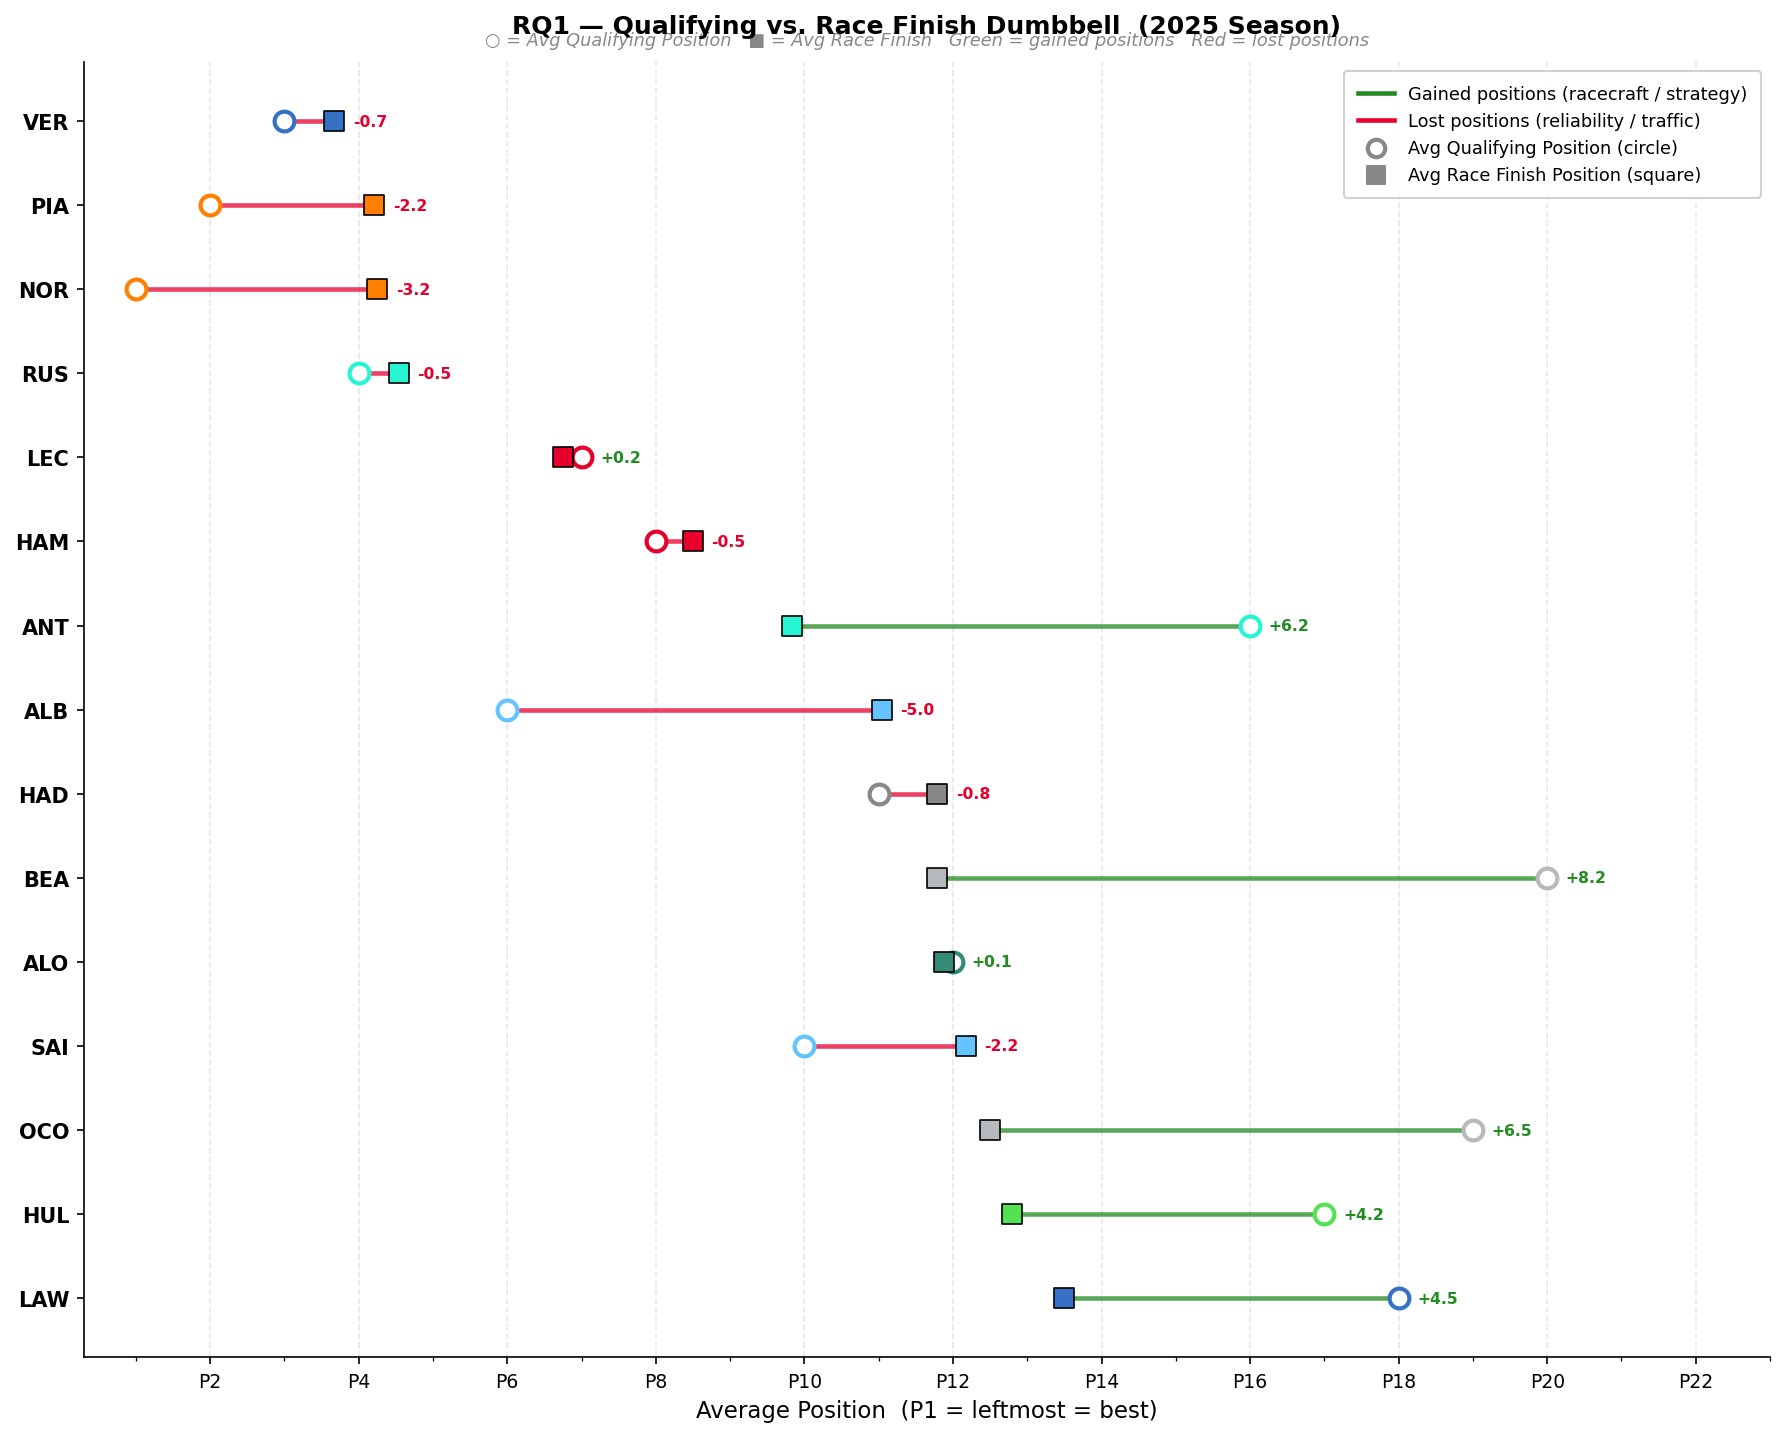 RQ1 — Qualifying vs. Race Finish Dumbbell (2025 Season)
○ = Avg Qualifying Position ■ = Avg Race Finish Green = gained positions Red = lost positions
Gained positions (racecraft / strategy)
Lost positions (reliability / traffic)
Avg Qualifying Position (circle)
Avg Race Finish Position (square)
VER -0.7
PIA -2.2
NOR -3.2
RUS -0.5
LEC +0.2
HAM -0.5
ANT +6.2
ALB -5.0
HAD -0.8
BEA +8.2
ALO +0.1
SAI -2.2
OCO +6.5
HUL +4.2
LAW +4.5
P2 P4 P6 P8 P10 P12 P14 P16 P18 P20 P22
Average Position (P1 = leftmost = best)